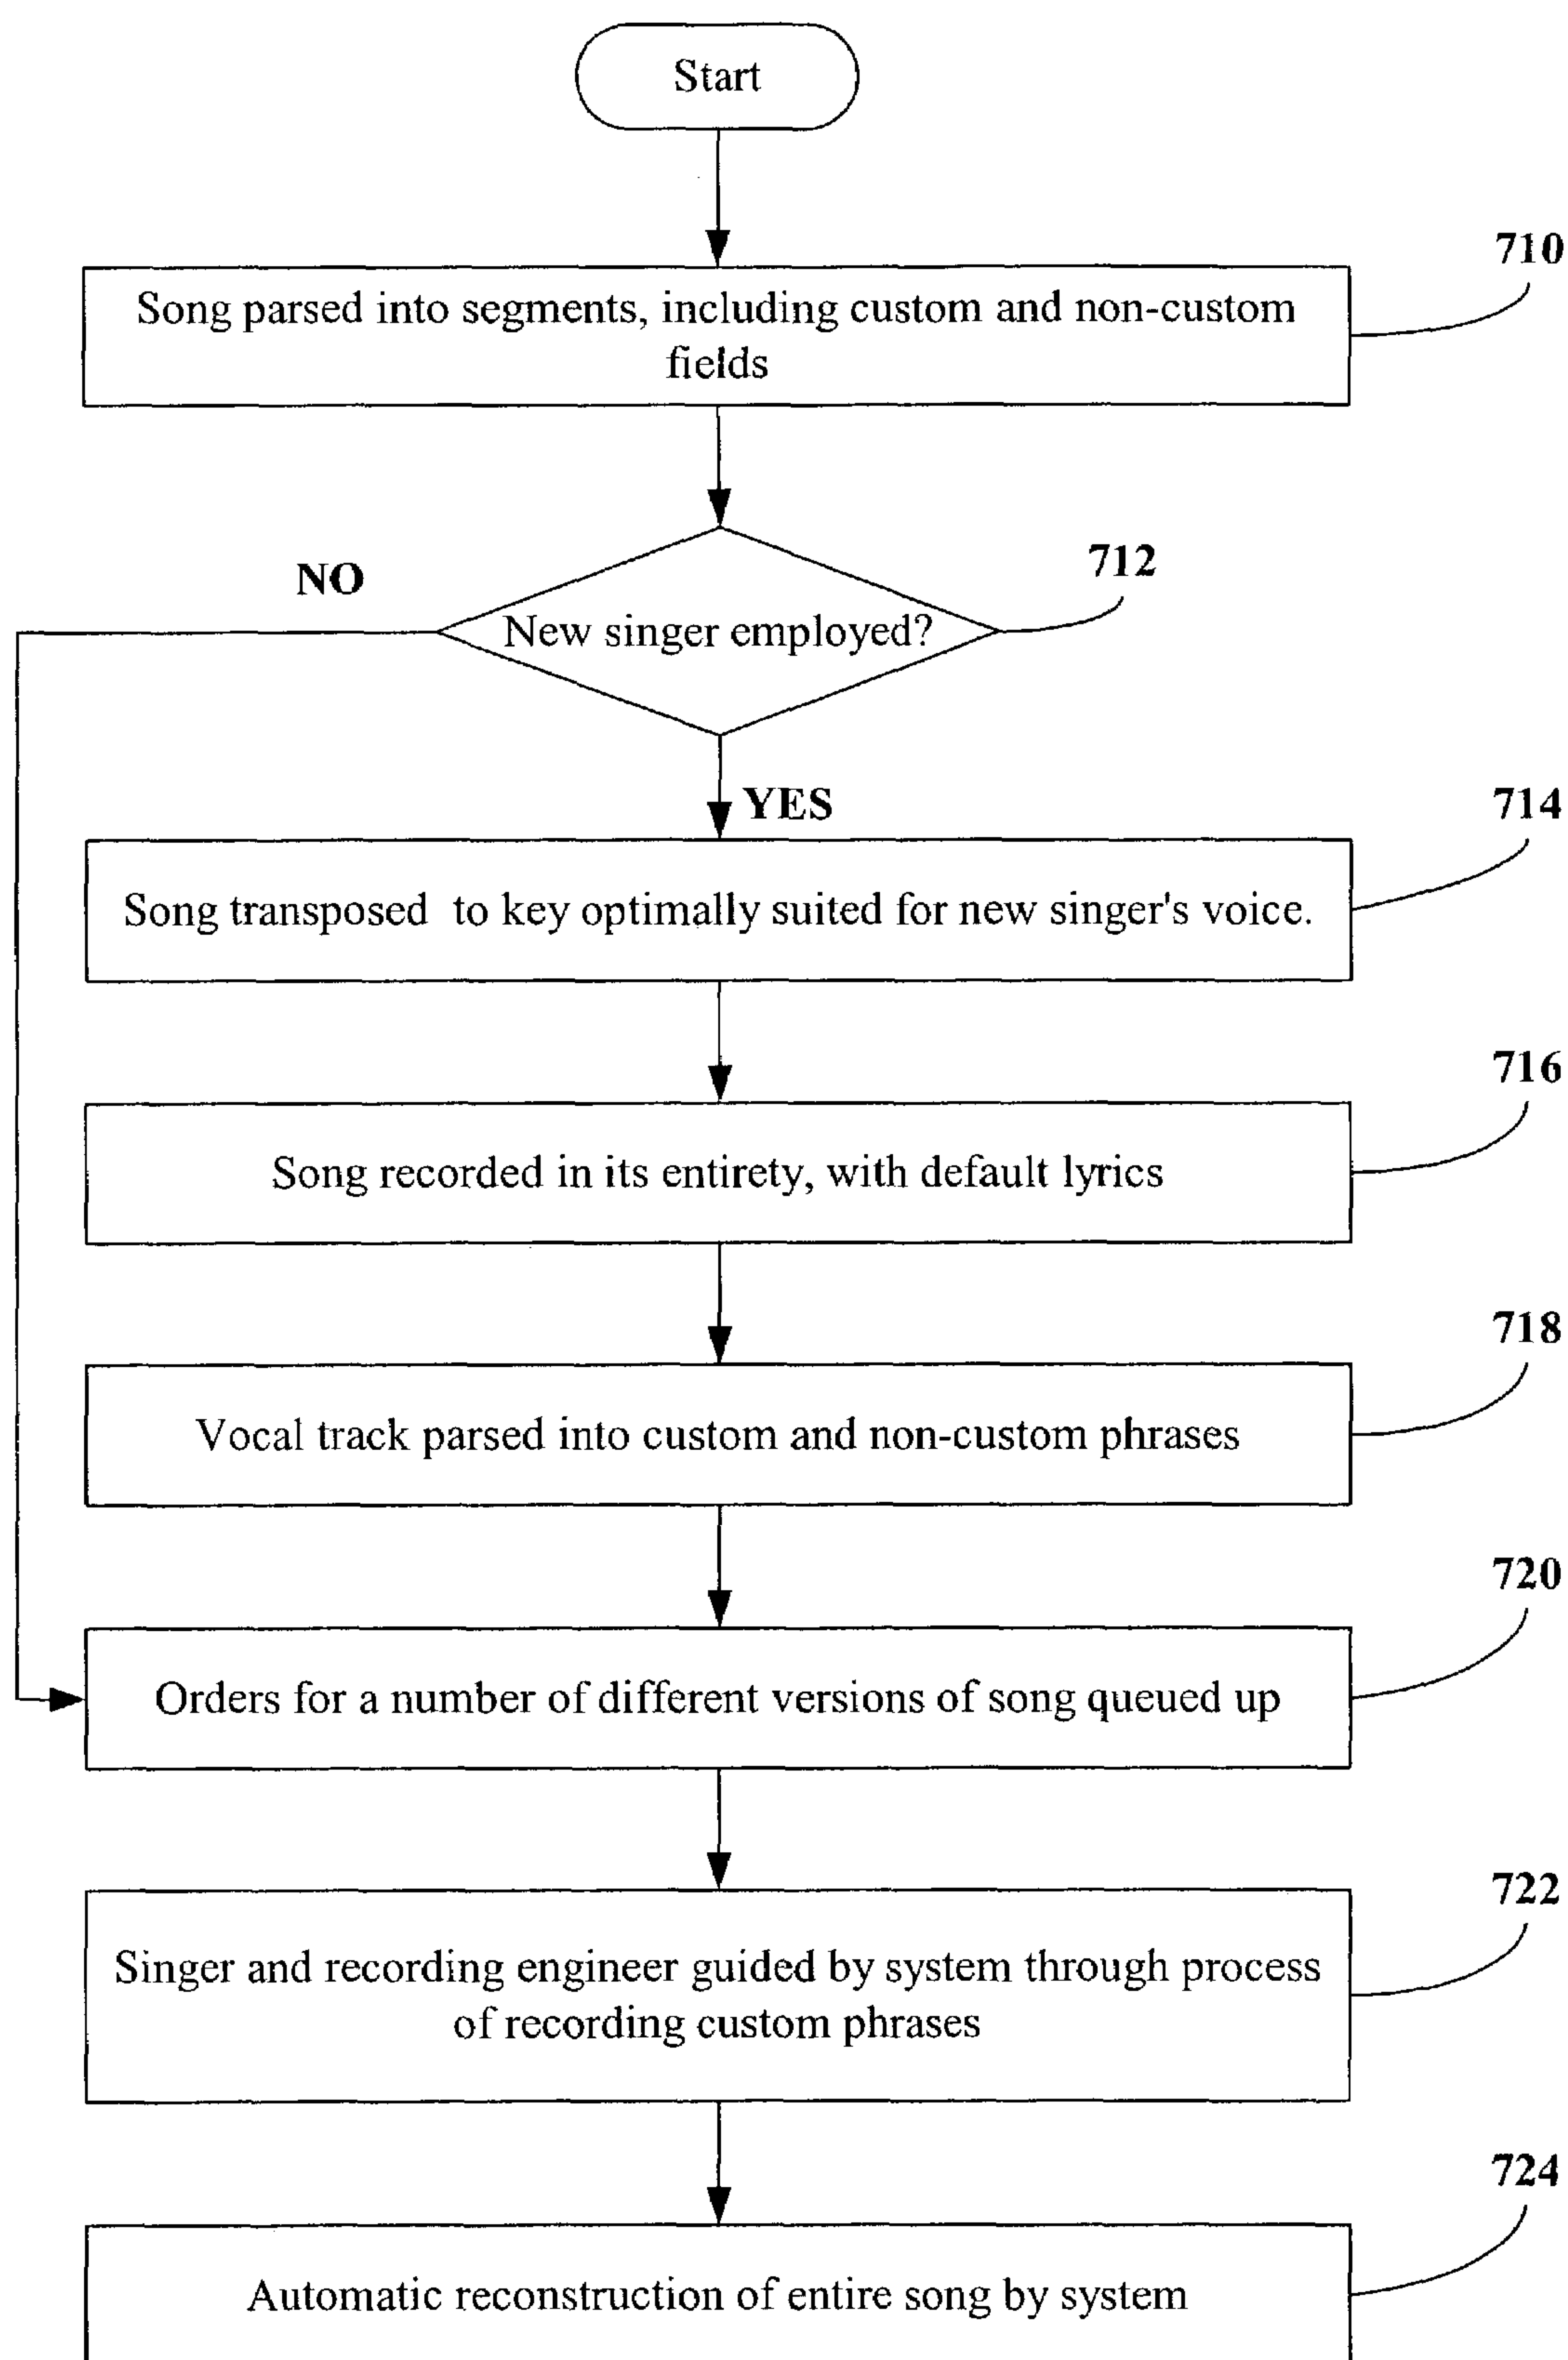 Start
710
Song parsed into segments, including custom and non-custom
fields
712
NO
New singer employed?
YES
714
Song transposed to key optimally suited for new singer's voice.
716
Song recorded in its entirety, with default lyrics
718
Vocal track parsed into custom and non-custom phrases
720
Orders for a number of different versions of song queued up
722
Singer and recording engineer guided by system through process
of recording custom phrases
724
Automatic reconstruction of entire song by system